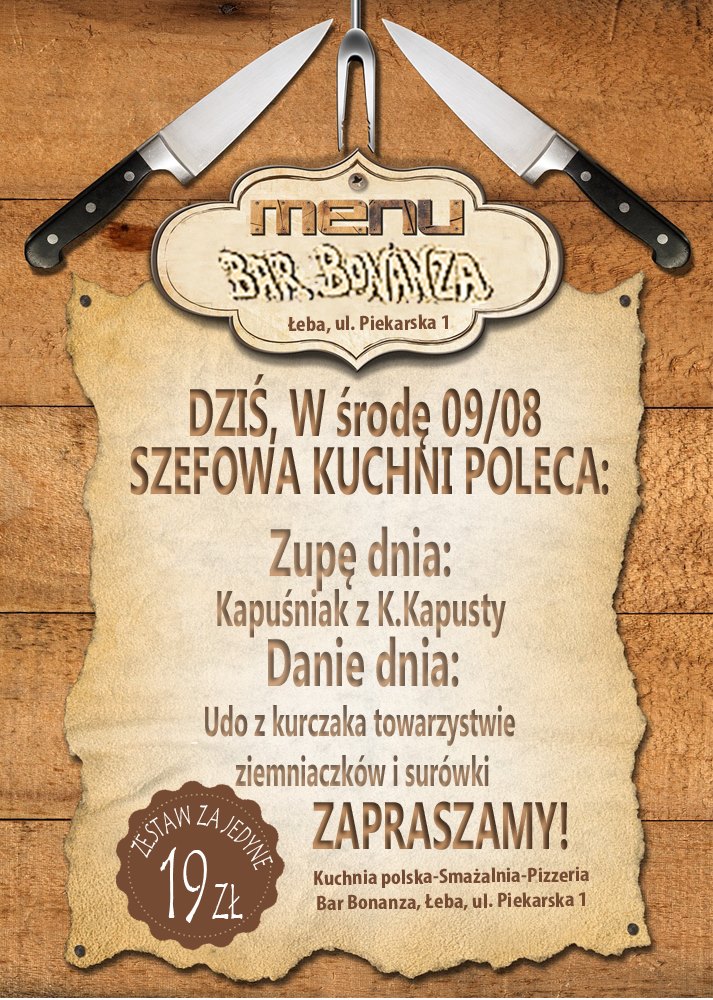 menu
BAR BONANZA
Łeba, ul. Piekarska 1
DZIŚ, W środę 09/08
SZEFOWA KUCHNI POLECA:
Zupę dnia:
Kapuśniak z K.Kapusty
Danie dnia:
Udo z kurczaka towarzystwie
ziemniaczków i surówki
ZAPRASZAMY!
ZESTAW ZA JEDYNE
19 ZŁ
Kuchnia polska-Smażalnia-Pizzeria
Bar Bonanza, Łeba, ul. Piekarska 1